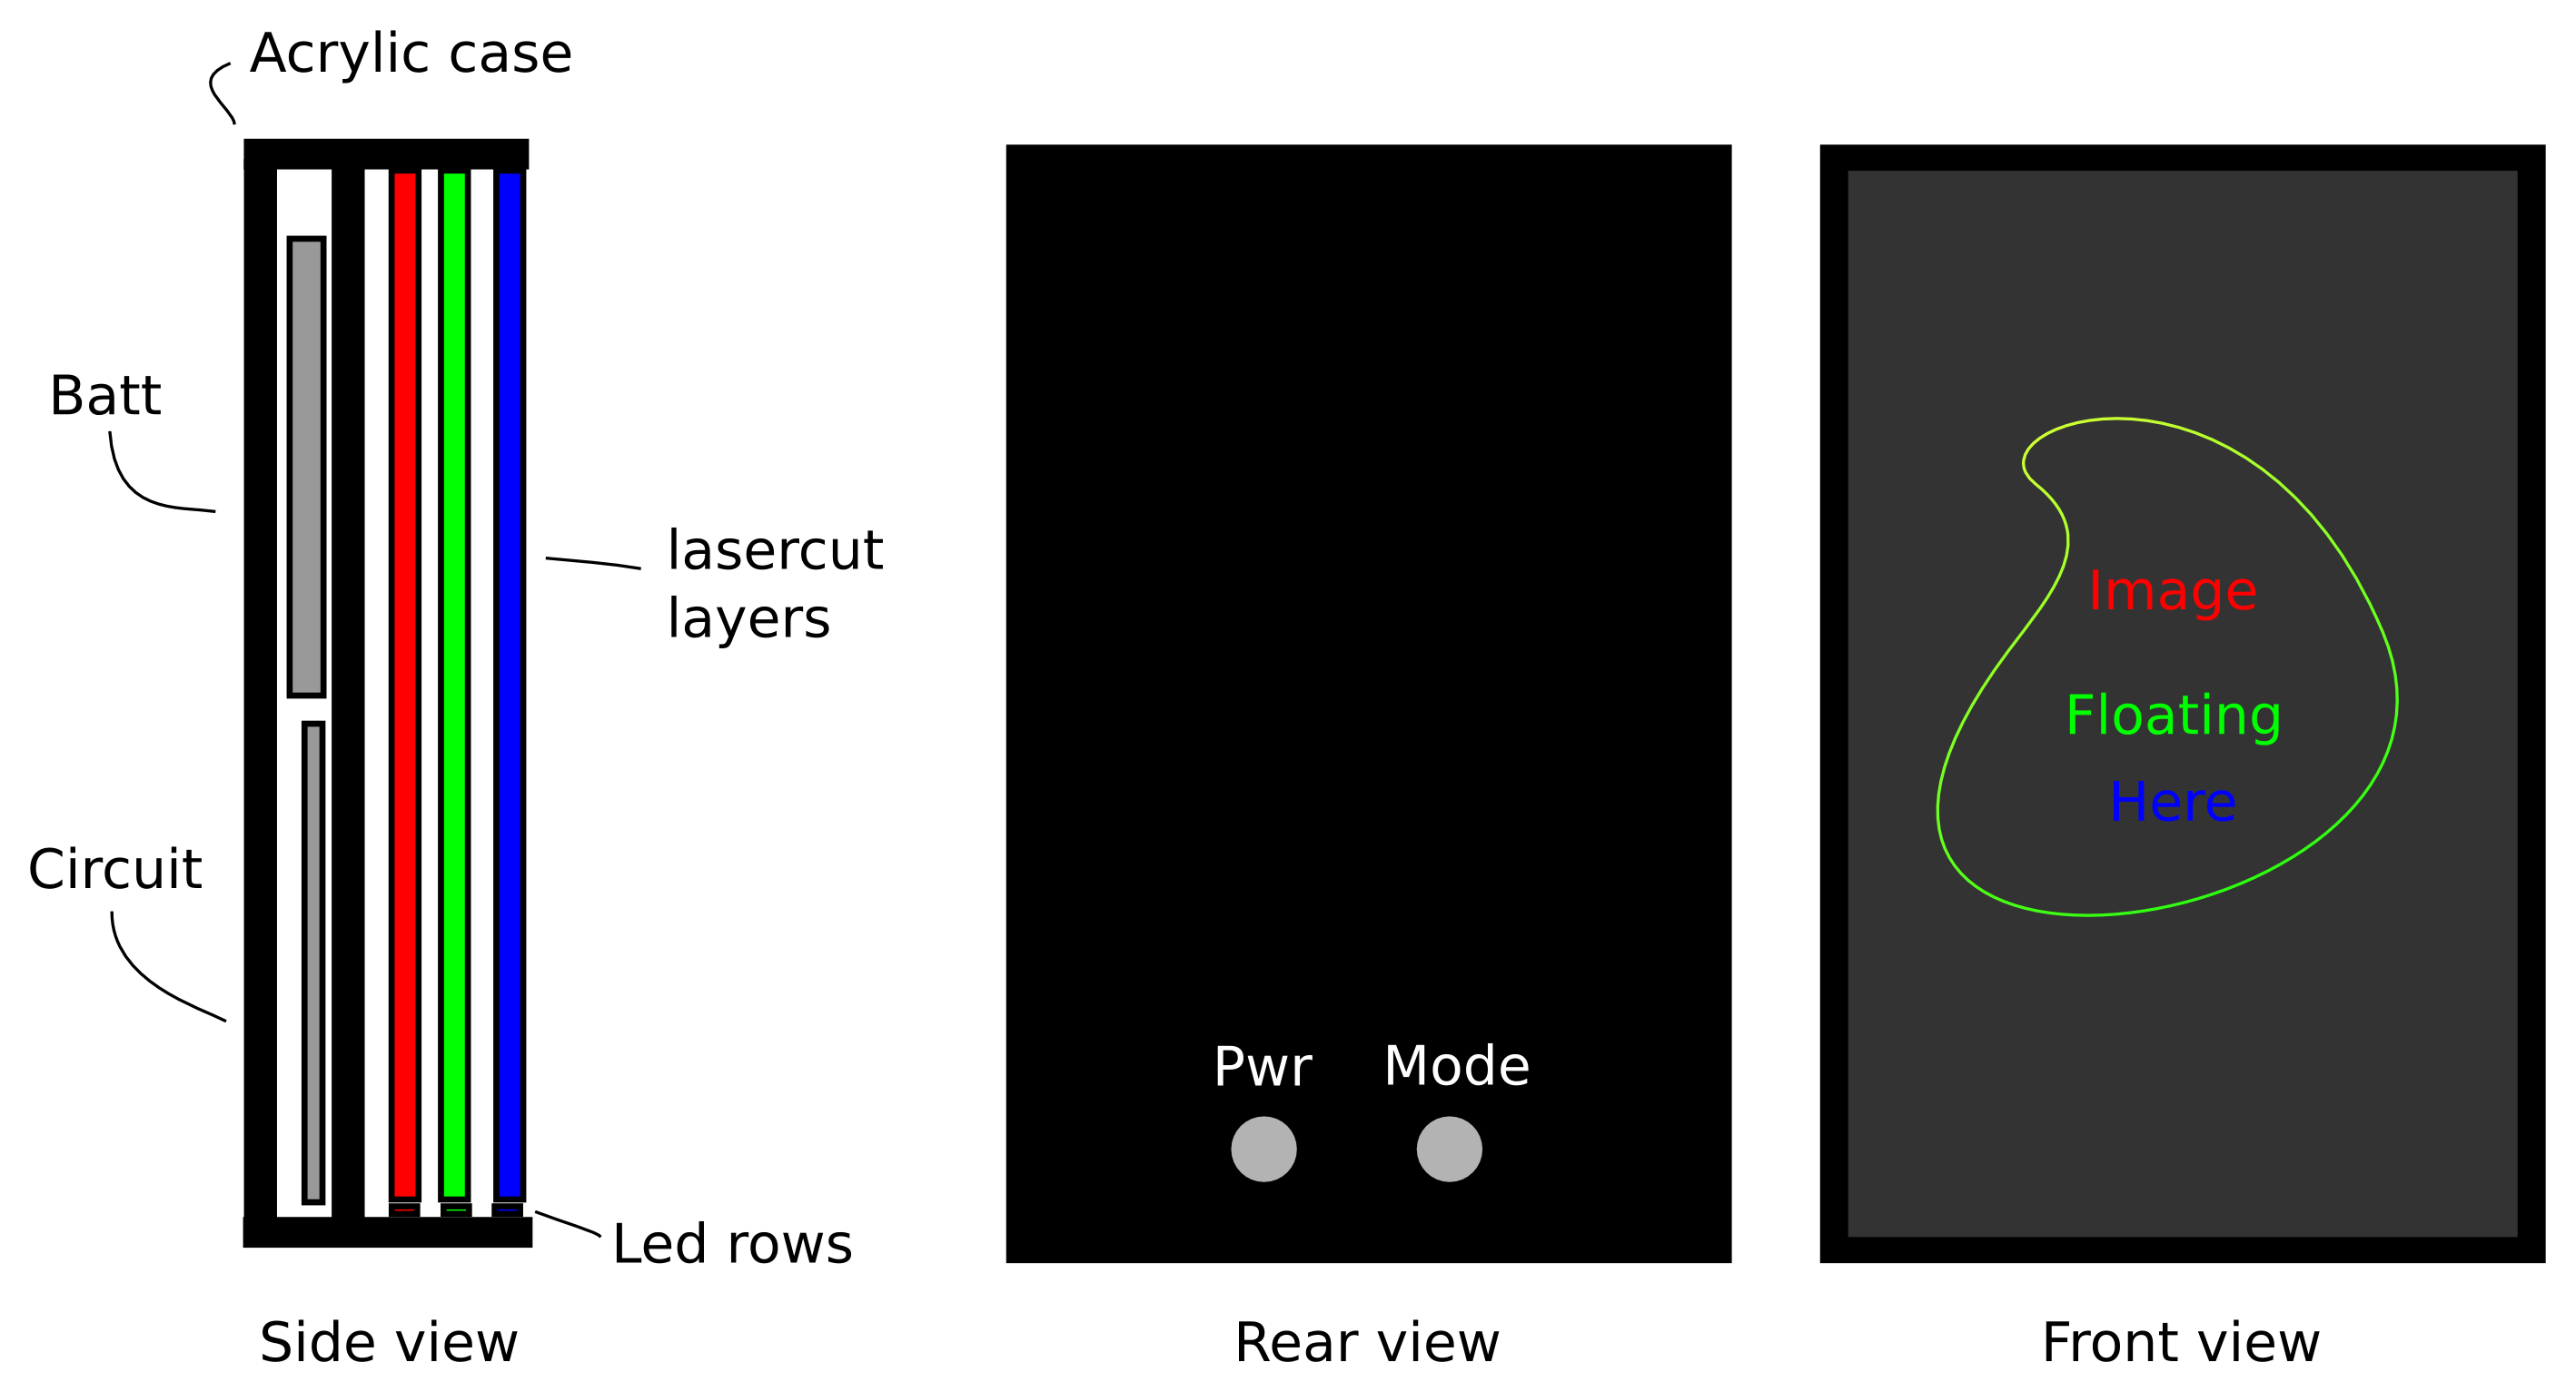 Acrylic case
Batt
lasercut
layers
Circuit
Led rows
Side view
Pwr Mode
Rear view
Image
Floating
Here
Front view